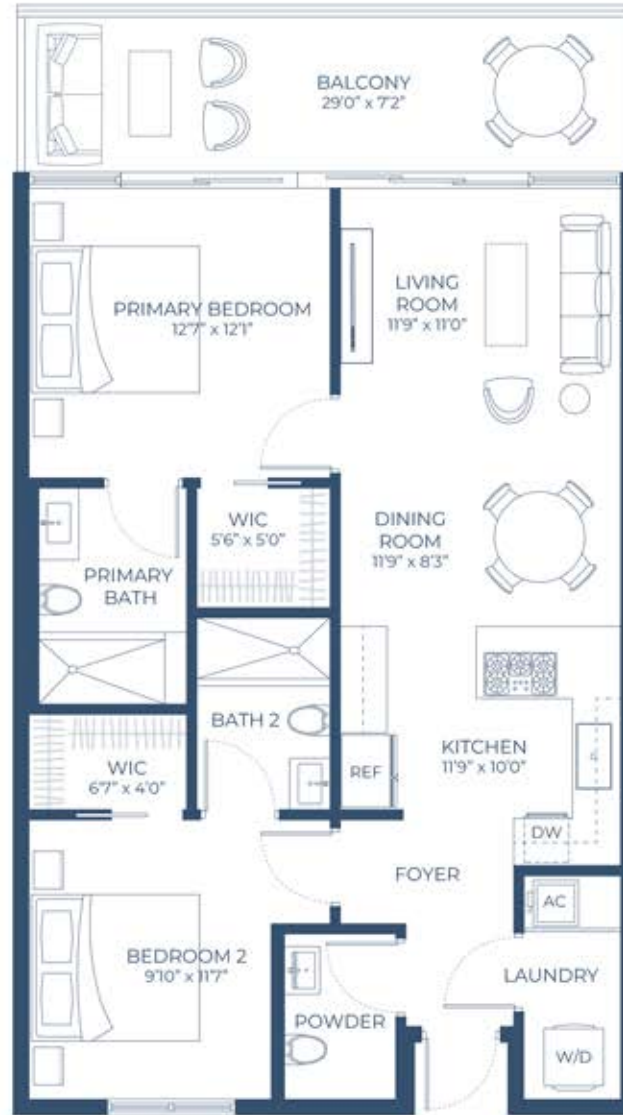 BALCONY
29'0" x 7'2"
PRIMARY BEDROOM
12'7" x 12'1"
LIVING
ROOM
11'9" x 11'0"
WIC
5'6" x 5'0"
DINING
ROOM
11'9" x 8'3"
PRIMARY
BATH
BATH 2
WIC
6'7" x 4'0"
REF
KITCHEN
11'9" x 10'0"
DW
FOYER
AC
BEDROOM 2
9'10" x 11'7"
LAUNDRY
POWDER
W/D